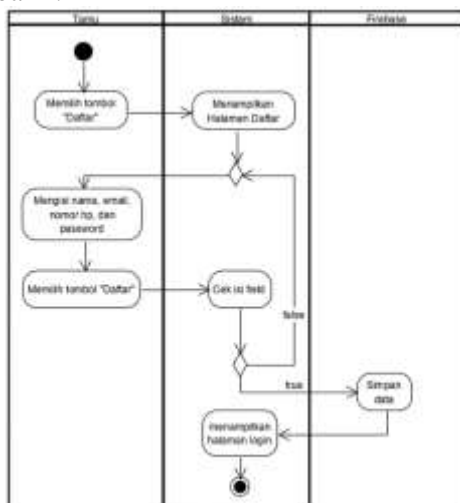 Tamu
Sistem
Firebase
Memilih tombol
"Daftar"
Menampilkan
Halaman Daftar
Mengisi nama, email,
nomor hp, dan
password
Memilih tombol "Daftar"
Cek isi field
false
true
Simpan
data
menampilkan
halaman login